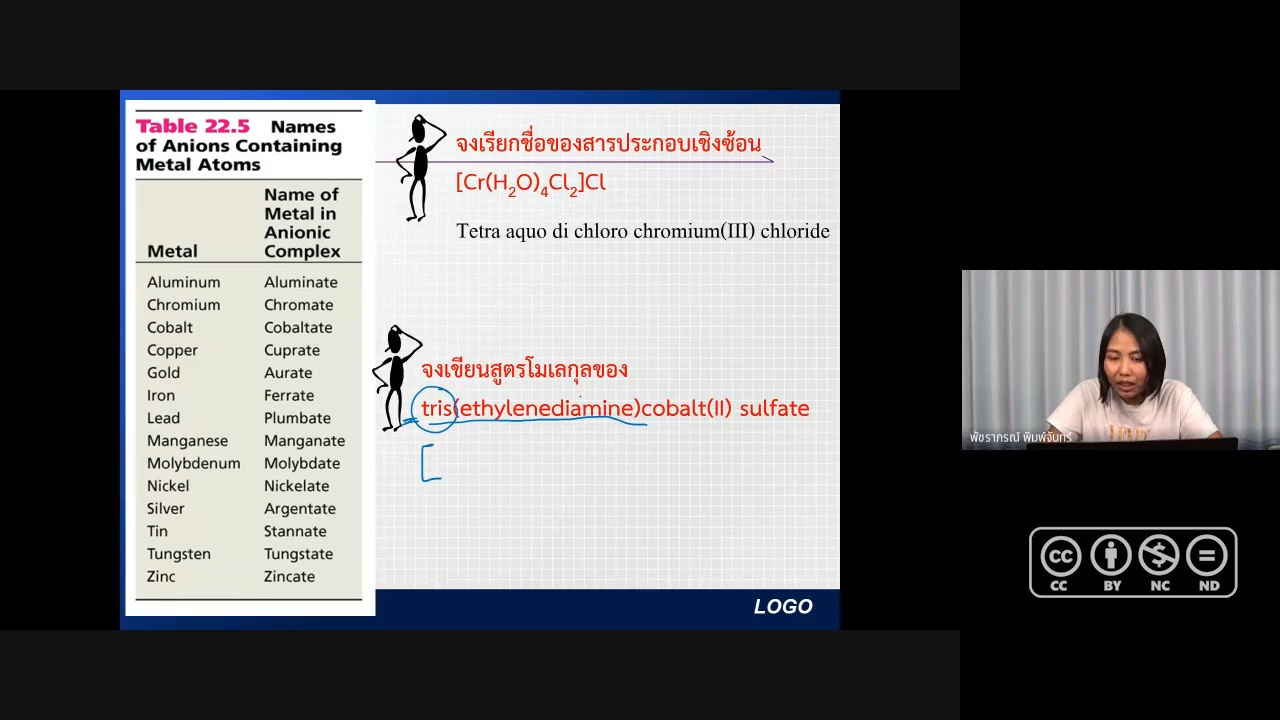 Table 22.5 Names
of Anions Containing
Metal Atoms
Name of
Metal in
Anionic
Metal Complex
Aluminum Aluminate
Chromium Chromate
Cobalt Cobaltate
Copper Cuprate
Gold Aurate
Iron Ferrate
Lead Plumbate
Manganese Manganate
Molybdenum Molybdate
Nickel Nickelate
Silver Argentate
Tin Stannate
Tungsten Tungstate
Zinc Zincate
จงเรียกชื่อของสารประกอบเชิงซ้อน
[Cr(H2O)4Cl2]Cl
Tetra aquo di chloro chromium(III) chloride
จงเขียนสูตรโมเลกุลของ
tris(ethylenediamine)cobalt(II) sulfate
[
LOGO
พัชราภรณ์ พิมพ์จันทร์
CC BY NC ND